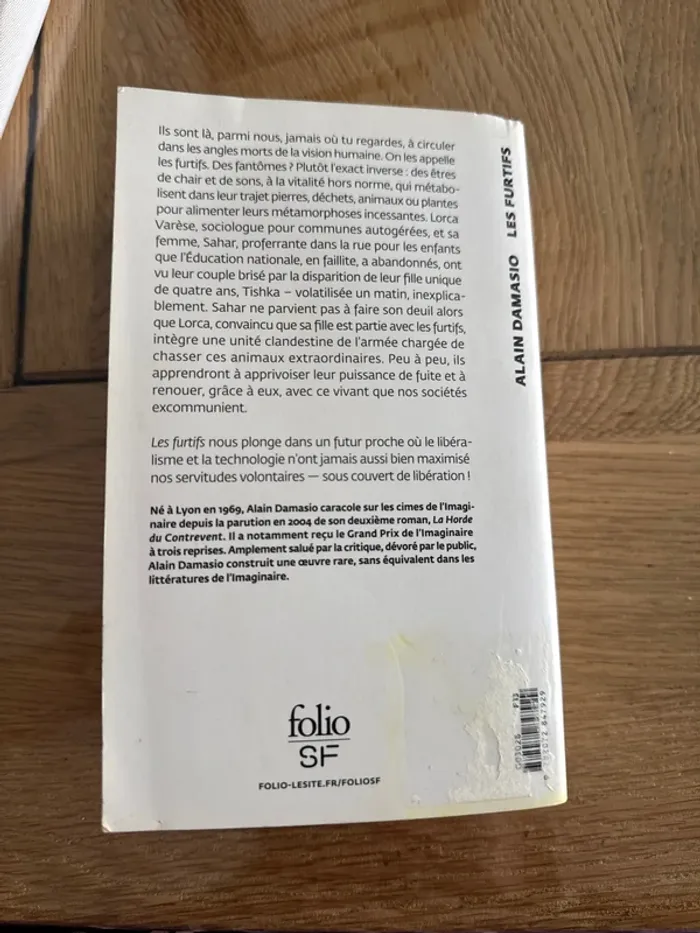 Ils sont là, parmi nous, jamais où tu regardes, à circuler
dans les angles morts de la vision humaine. On les appelle
les furtifs. Des fantômes ? Plutôt l'exact inverse : des êtres
de chair et de sons, à la vitalité hors norme, qui métabo-
lisent dans leur trajet pierres, déchets, animaux ou plantes
pour alimenter leurs métamorphoses incessantes. Lorca
Varèse, sociologue pour communes autogérées, et sa
femme, Sahar, proferrante dans la rue pour les enfants
que l'Éducation nationale, en faillite, a abandonnés, ont
vu leur couple brisé par la disparition de leur fille unique
de quatre ans, Tishka – volatilisée un matin, inexplica-
blement. Sahar ne parvient pas à faire son deuil alors
que Lorca, convaincu que sa fille est partie avec les furtifs,
intègre une unité clandestine de l'armée chargée de
chasser ces animaux extraordinaires. Peu à peu, ils
apprendront à apprivoiser leur puissance de fuite et à
renouer, grâce à eux, avec ce vivant que nos sociétés
excommunient.
Les furtifs nous plonge dans un futur proche où le libéra-
lisme et la technologie n'ont jamais aussi bien maximisé
nos servitudes volontaires — sous couvert de libération !
Né à Lyon en 1969, Alain Damasio caracole sur les cimes de l'Imagi-
naire depuis la parution en 2004 de son deuxième roman, La Horde
du Contrevent. Il a notamment reçu le Grand Prix de l'Imaginaire
à trois reprises. Amplement salué par la critique, dévoré par le public,
Alain Damasio construit une œuvre rare, sans équivalent dans les
littératures de l'Imaginaire.
folio
SF
FOLIO-LESITE.FR/FOLIOSF
ALAIN DAMASIO LES FURTIFS